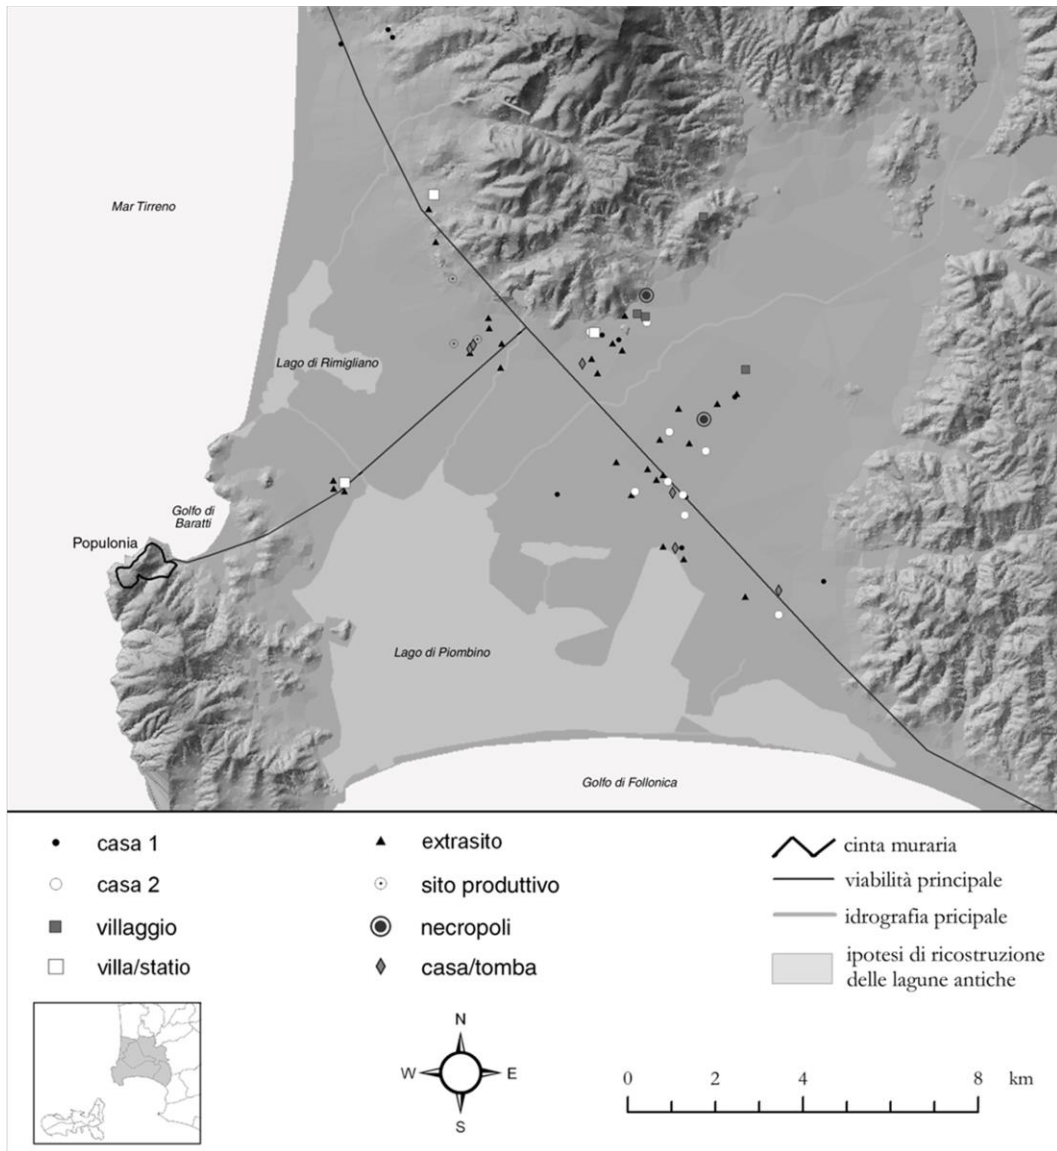 Mar Tirreno
Lago di Rimigliano
Golfo di
Baratti
Populonia
Lago di Piombino
Golfo di Follonica
casa 1
casa 2
villaggio
villa/statio
extrasito
sito produttivo
necropoli
casa/tomba
cinta muraria
viabilità principale
idrografia pricipale
ipotesi di ricostruzione
delle lagune antiche
N
W E
S
0 2 4 8 km